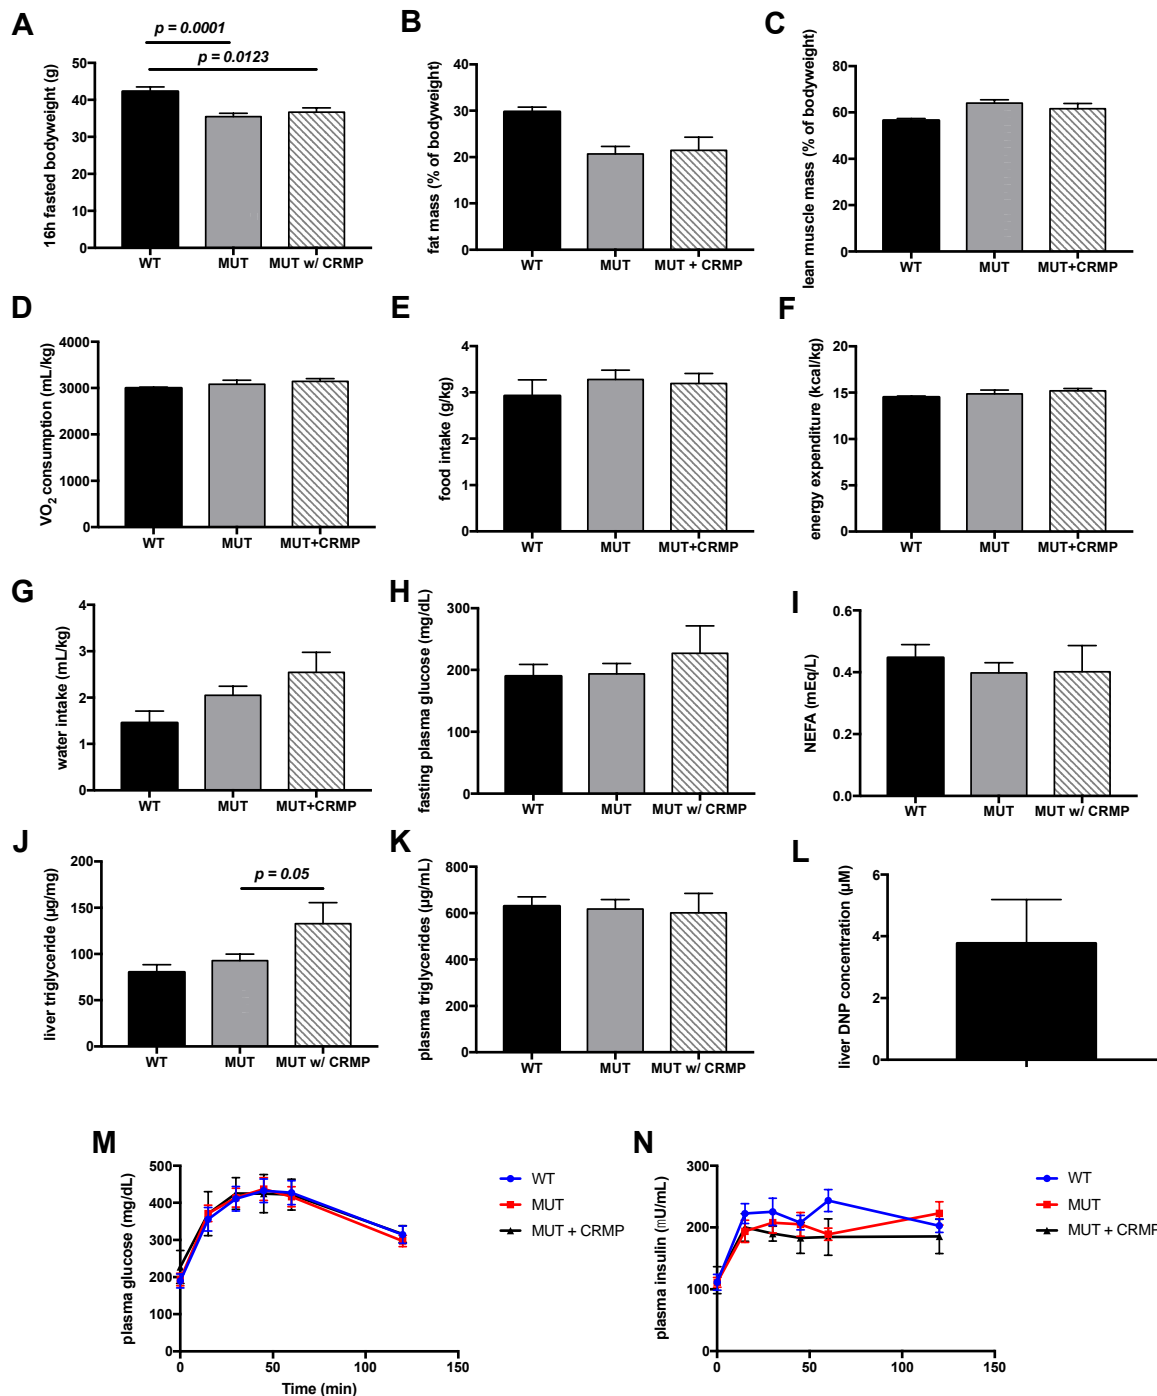 A
p = 0.0001
p = 0.0123
16h fasted bodyweight (g)
50
40
30
20
10
0
WT
MUT
MUT w/ CRMP
B
fat mass (% of bodyweight)
40
30
20
10
0
WT
MUT
MUT + CRMP
C
lean muscle mass (% of bodyweight)
80
60
40
20
0
WT
MUT
MUT+CRMP
D
VO2 consumption (mL/kg)
4000
3000
2000
1000
0
WT
MUT
MUT+CRMP
E
food intake (g/kg)
4
3
2
1
0
WT
MUT
MUT+CRMP
F
energy expenditure (kcal/kg)
20
15
10
5
0
WT
MUT
MUT+CRMP
G
water intake (mL/kg)
4
3
2
1
0
WT
MUT
MUT+CRMP
H
fasting plasma glucose (mg/dL)
300
200
100
0
WT
MUT
MUT w/ CRMP
I
NEFA (mEq/L)
0.6
0.4
0.2
0.0
WT
MUT
MUT w/ CRMP
J
p = 0.05
liver triglyceride (µg/mg)
200
150
100
50
0
WT
MUT
MUT w/ CRMP
K
plasma triglycerides (µg/mL)
800
600
400
200
0
WT
MUT
MUT w/ CRMP
L
liver DNP concentration (µM)
6
4
2
0
M
plasma glucose (mg/dL)
500
400
300
200
100
0
0
50
100
150
Time (min)
WT
MUT
MUT + CRMP
N
plasma insulin (mU/mL)
300
200
100
0
0
50
100
150
WT
MUT
MUT + CRMP